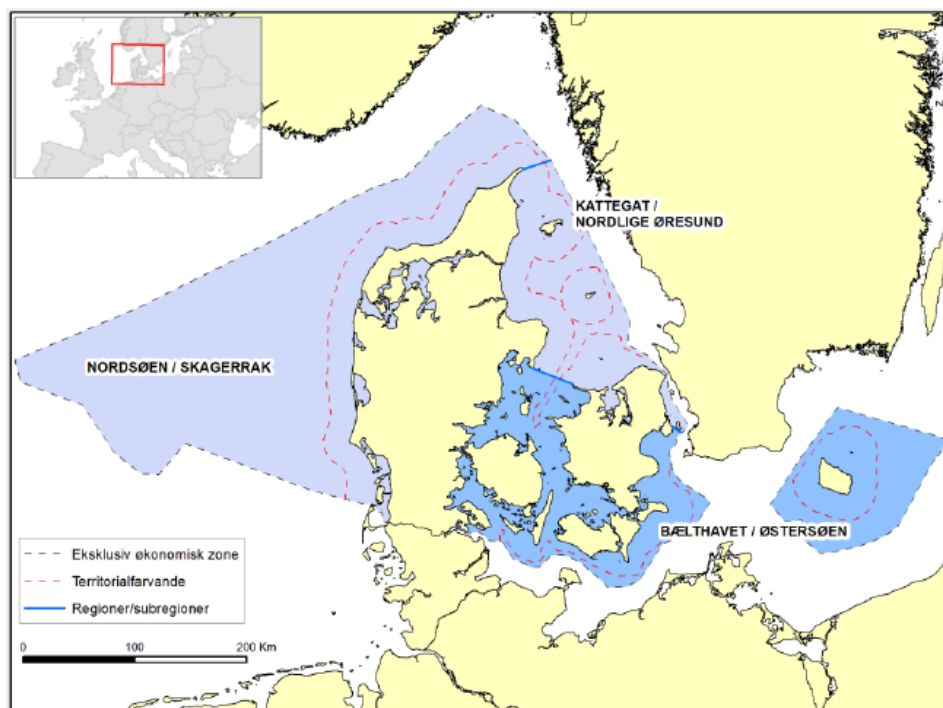 KATTEGAT /
NORDLIGE ØRESUND
NORDSØEN / SKAGERRAK
BÆLTHAVET / ØSTERSØEN
Eksklusiv økonomisk zone
Territorialfarvande
Regioner/subregioner
0 100 200 Km